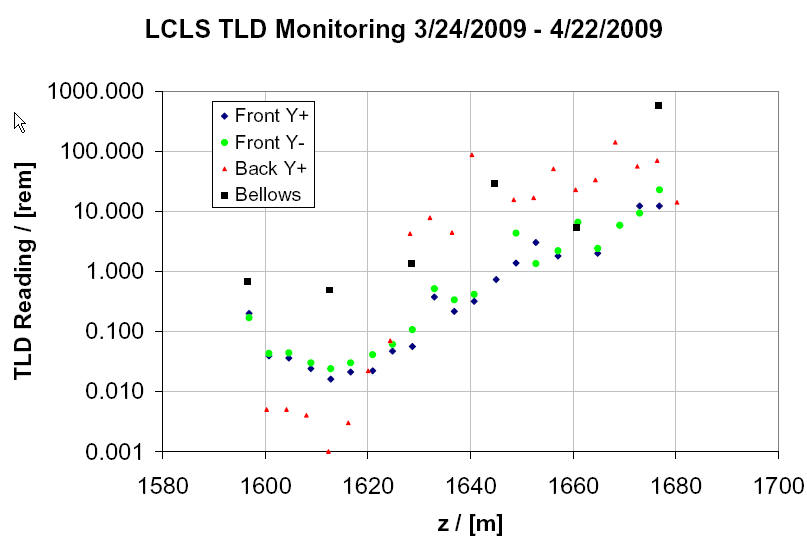 LCLS TLD Monitoring 3/24/2009 - 4/22/2009
1000.000
100.000
10.000
1.000
0.100
0.010
0.001
TLD Reading / [rem]
Front Y+
Front Y-
Back Y+
Bellows
1580 1600 1620 1640 1660 1680 1700
z / [m]